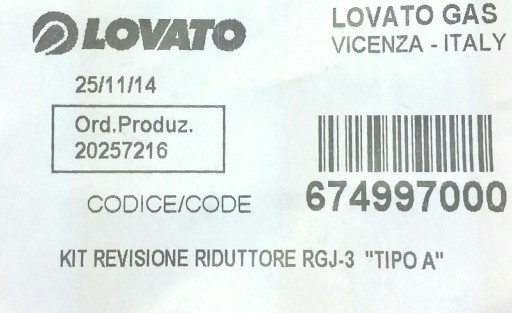 LOVATO
LOVATO GAS
VICENZA - ITALY
25/11/14
Ord.Produz.
20257216
CODICE/CODE
674997000
KIT REVISIONE RIDUTTORE RGJ-3 "TIPO A"